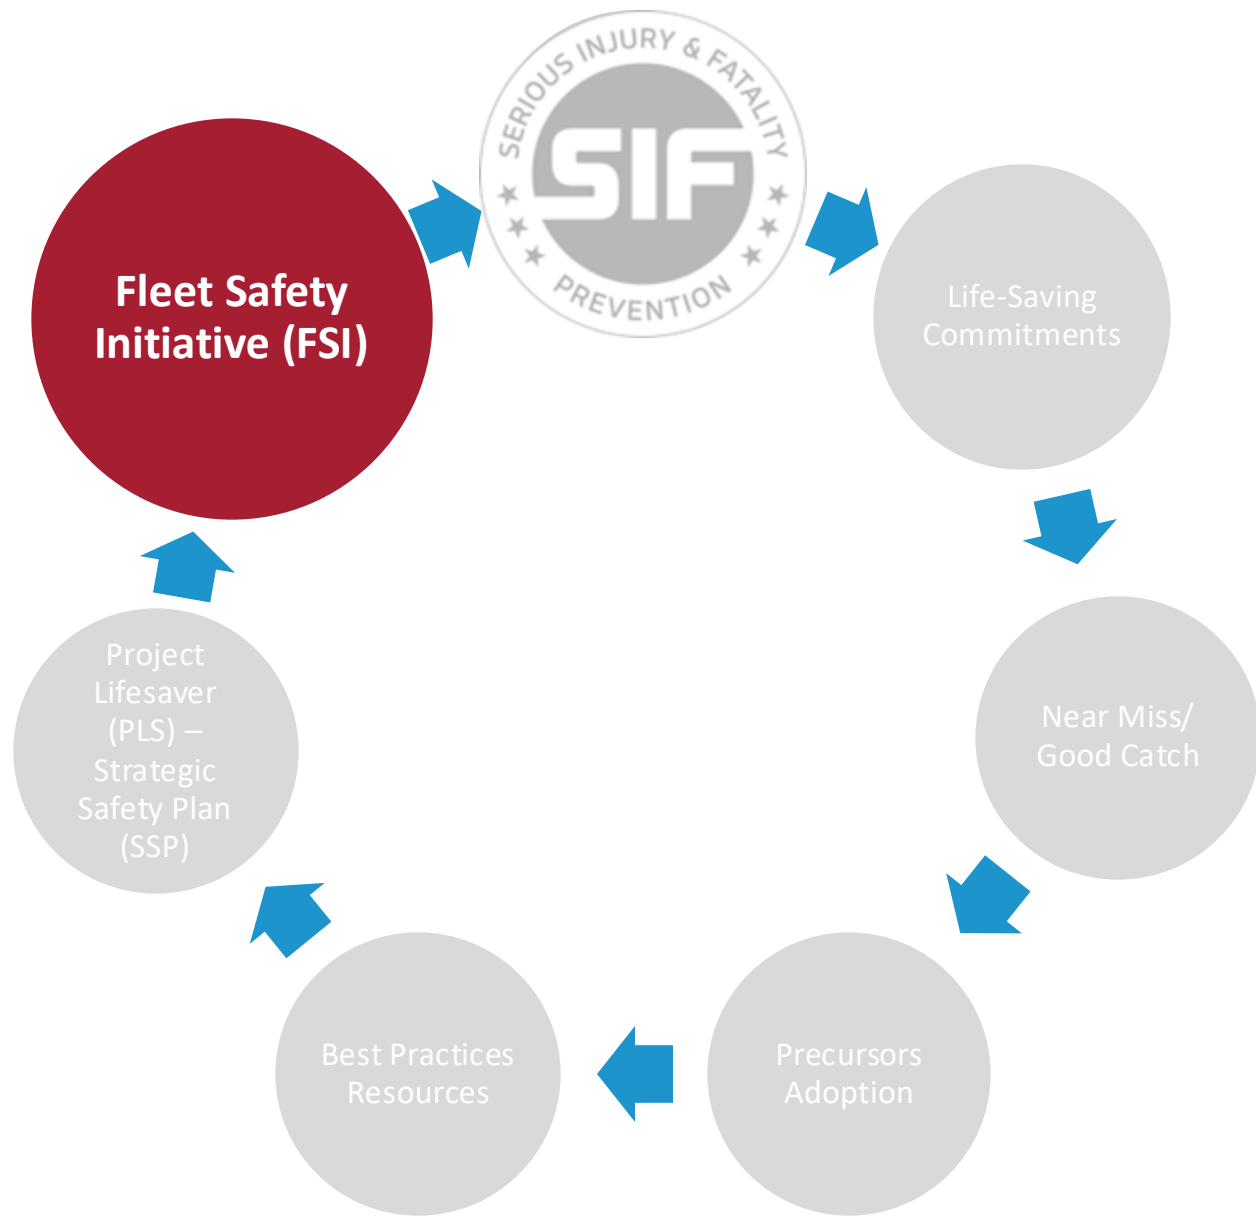 SERIOUS INJURY & FATALITY
SIF
PREVENTION
Fleet Safety
Initiative (FSI)
Life-Saving
Commitments
Near Miss/
Good Catch
Precursors
Adoption
Best Practices
Resources
Project
Lifesaver
(PLS) –
Strategic
Safety Plan
(SSP)